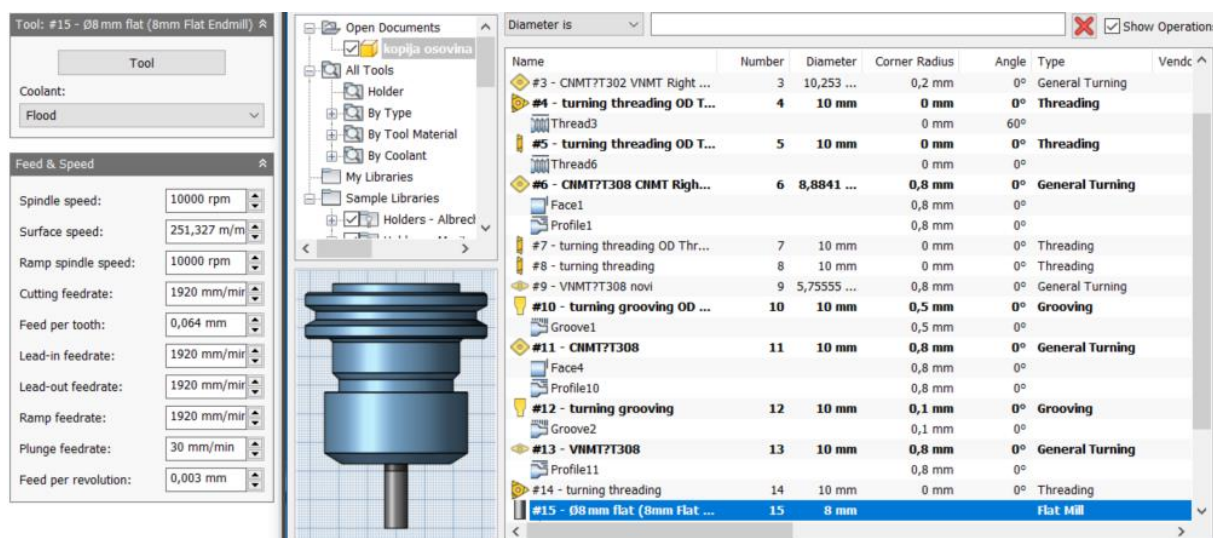 Tool: #15 - Ø8 mm flat (8mm Flat Endmill)
Tool
Coolant:
Flood
Feed & Speed
Spindle speed: 10000 rpm
Surface speed: 251,327 m/m
Ramp spindle speed: 10000 rpm
Cutting feedrate: 1920 mm/min
Feed per tooth: 0,064 mm
Lead-in feedrate: 1920 mm/min
Lead-out feedrate: 1920 mm/min
Ramp feedrate: 1920 mm/min
Plunge feedrate: 30 mm/min
Feed per revolution: 0,003 mm
Open Documents
kopija osovina
All Tools
Holder
By Type
By Tool Material
By Coolant
My Libraries
Sample Libraries
Holders - Albrecl
Diameter is
Show Operation
Name Number Diameter Corner Radius Angle Type Vendc
#3 - CNMT?T302 VNMT Right ... 3 10,253 ... 0,2 mm 0° General Turning
#4 - turning threading OD T... 4 10 mm 0 mm 0° Threading
Thread3 0 mm 60°
#5 - turning threading OD T... 5 10 mm 0 mm 0° Threading
Thread6 0 mm 0°
#6 - CNMT?T308 CNMT Righ... 6 8,8841 ... 0,8 mm 0° General Turning
Face1 0,8 mm 0°
Profile1 0,8 mm 0°
#7 - turning threading OD Thr... 7 10 mm 0 mm 0° Threading
#8 - turning threading 8 10 mm 0 mm 0° Threading
#9 - VNMT?T308 novi 9 5,75555 ... 0,8 mm 0° General Turning
#10 - turning grooving OD ... 10 10 mm 0,5 mm 0° Grooving
Groove1 0,5 mm 0°
#11 - CNMT?T308 11 10 mm 0,8 mm 0° General Turning
Face4 0,8 mm 0°
Profile10 0,8 mm 0°
#12 - turning grooving 12 10 mm 0,1 mm 0° Grooving
Groove2 0,1 mm 0°
#13 - VNMT?T308 13 10 mm 0,8 mm 0° General Turning
Profile11 0,8 mm 0°
#14 - turning threading 14 10 mm 0 mm 0° Threading
#15 - Ø8 mm flat (8mm Flat ... 15 8 mm Flat Mill